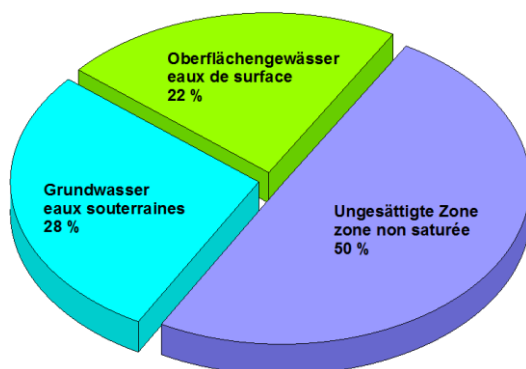 Oberflächengewässer
eaux de surface
22 %
Grundwasser
eaux souterraines
28 %
Ungesättigte Zone
zone non saturée
50 %